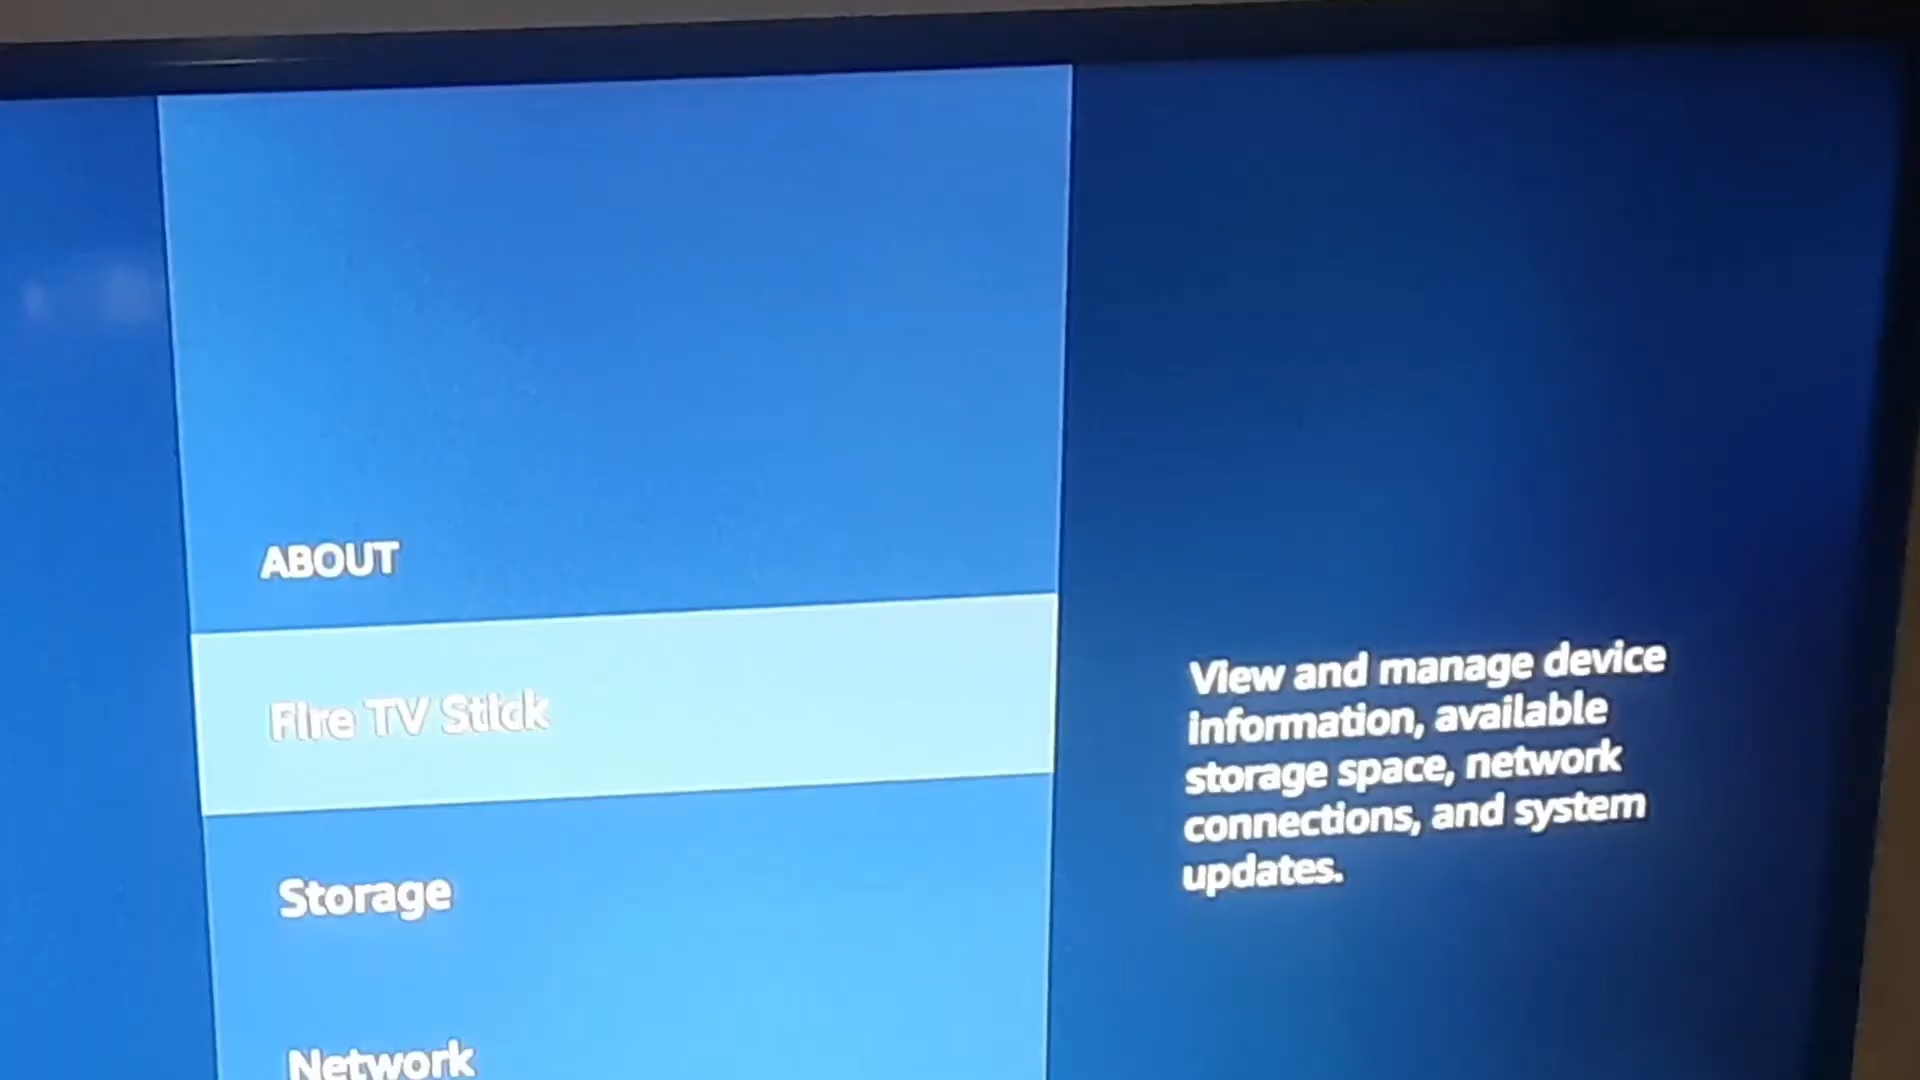 ABOUT
Fire TV Stick
Storage
Network
View and manage device
information, available
storage space, network
connections, and system
updates.